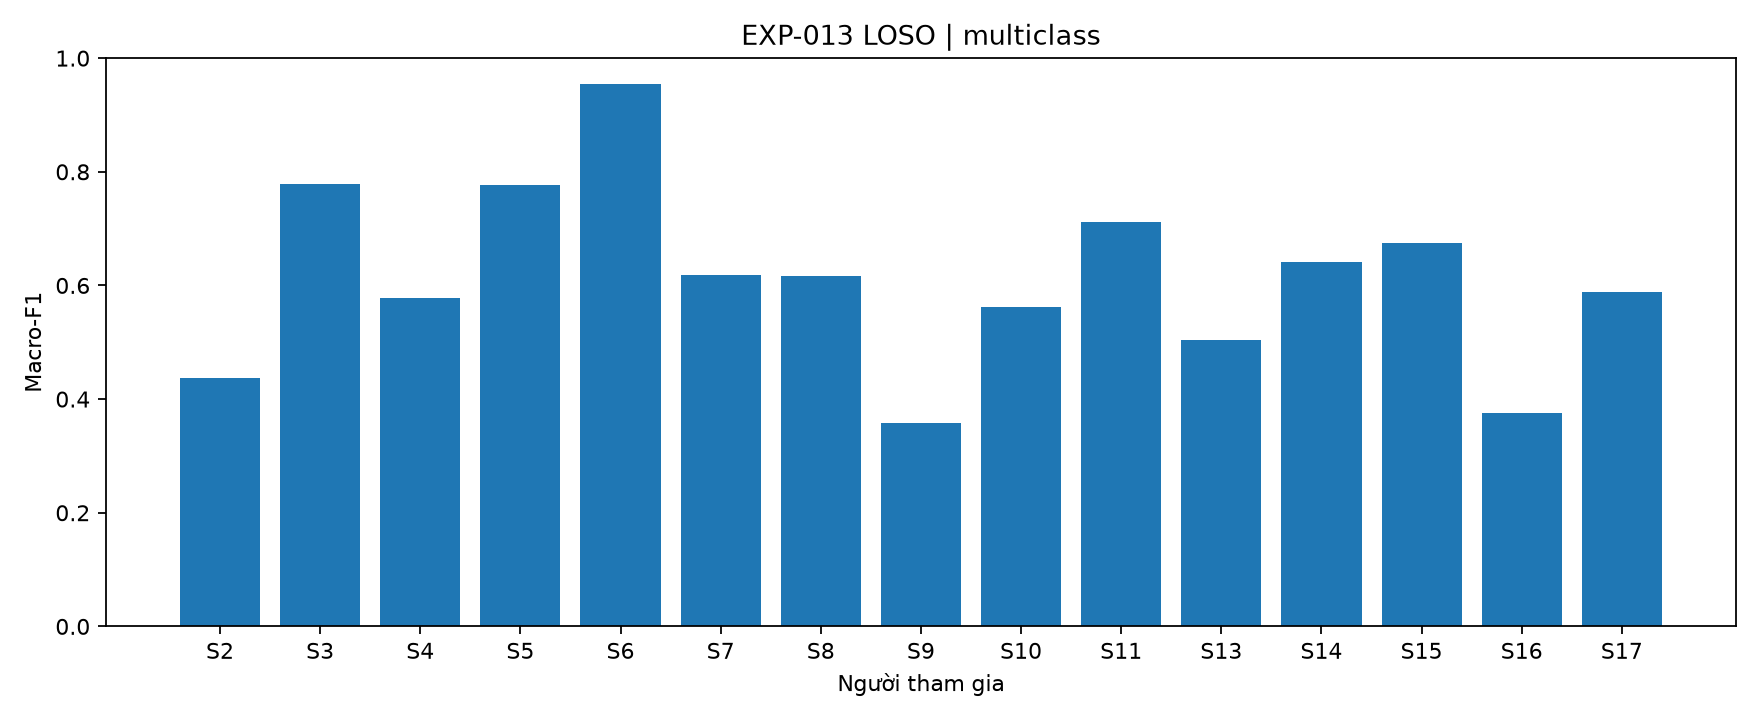 EXP-013 LOSO | multiclass
Macro-F1
1.0
0.8
0.6
0.4
0.2
0.0
S2 S3 S4 S5 S6 S7 S8 S9 S10 S11 S13 S14 S15 S16 S17
Người tham gia